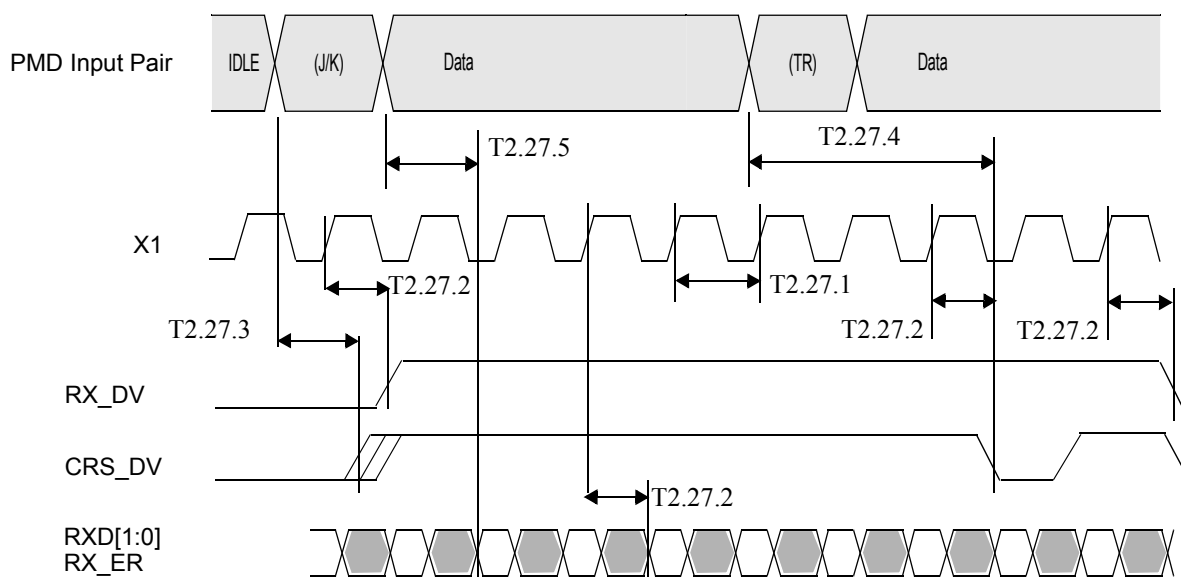 PMD Input Pair
IDLE
(J/K)
Data
(TR)
Data
T2.27.5
T2.27.4
X1
T2.27.2
T2.27.1
T2.27.3
T2.27.2
T2.27.2
RX_DV
CRS_DV
T2.27.2
RXD[1:0]
RX_ER